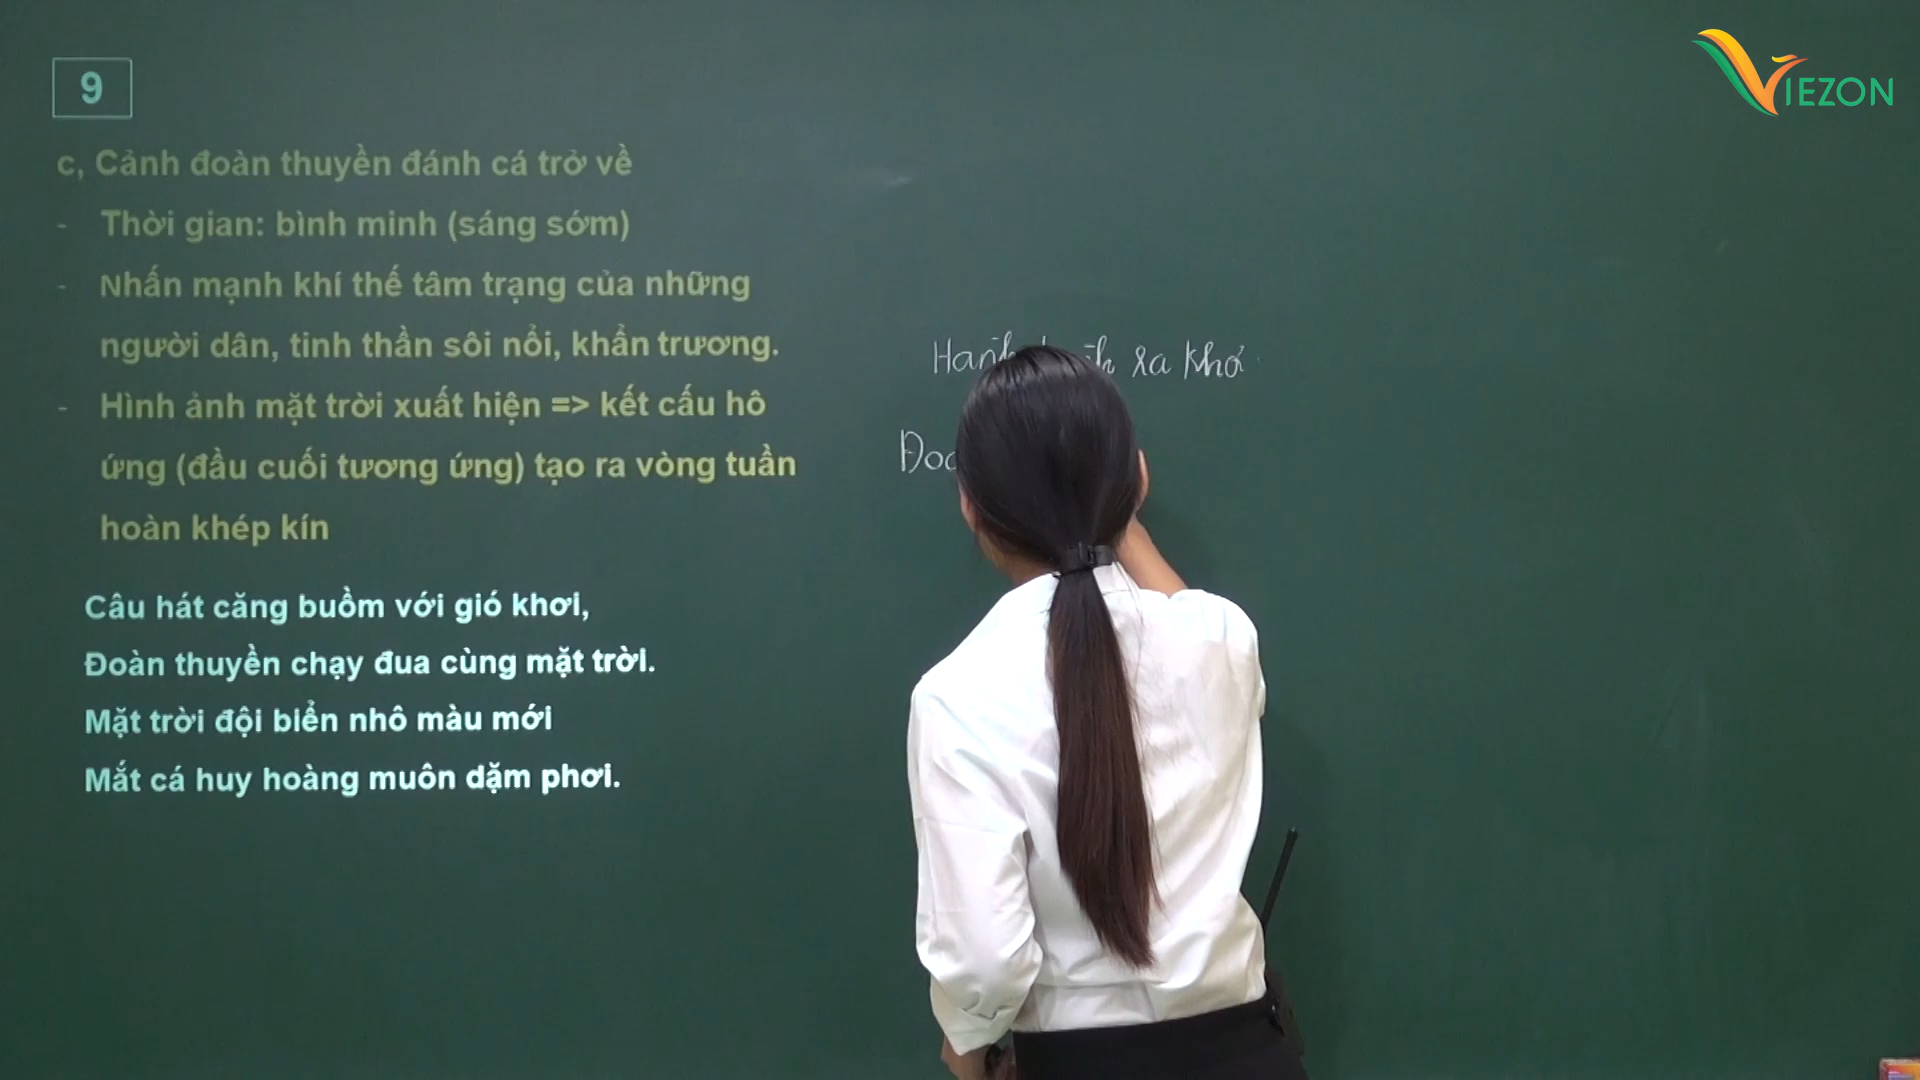 VIEZON
9
c, Cảnh đoàn thuyền đánh cá trở về
- Thời gian: bình minh (sáng sớm)
- Nhấn mạnh khí thế tâm trạng của những
người dân, tinh thần sôi nổi, khẩn trương.
- Hình ảnh mặt trời xuất hiện => kết cấu hô
ứng (đầu cuối tương ứng) tạo ra vòng tuần
hoàn khép kín
Câu hát căng buồm với gió khơi,
Đoàn thuyền chạy đua cùng mặt trời.
Mặt trời đội biển nhô màu mới
Mắt cá huy hoàng muôn dặm phơi.
ra khơi